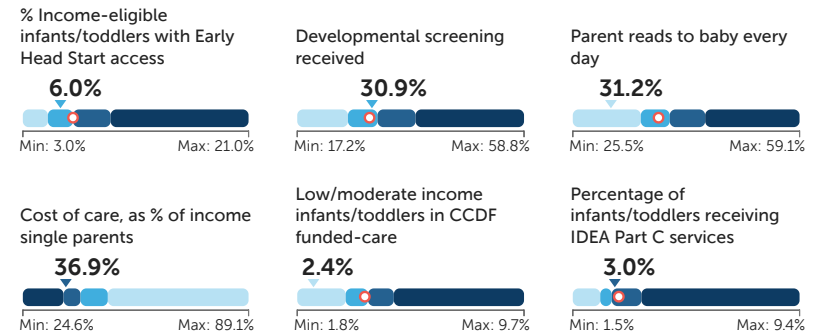 % Income-eligible
infants/toddlers with Early
Head Start access
6.0%
Min: 3.0% Max: 21.0%
Developmental screening
received
30.9%
Min: 17.2% Max: 58.8%
Parent reads to baby every
day
31.2%
Min: 25.5% Max: 59.1%
Cost of care, as % of income
single parents
36.9%
Min: 24.6% Max: 89.1%
Low/moderate income
infants/toddlers in CCDF
funded-care
2.4%
Min: 1.8% Max: 9.7%
Percentage of
infants/toddlers receiving
IDEA Part C services
3.0%
Min: 1.5% Max: 9.4%